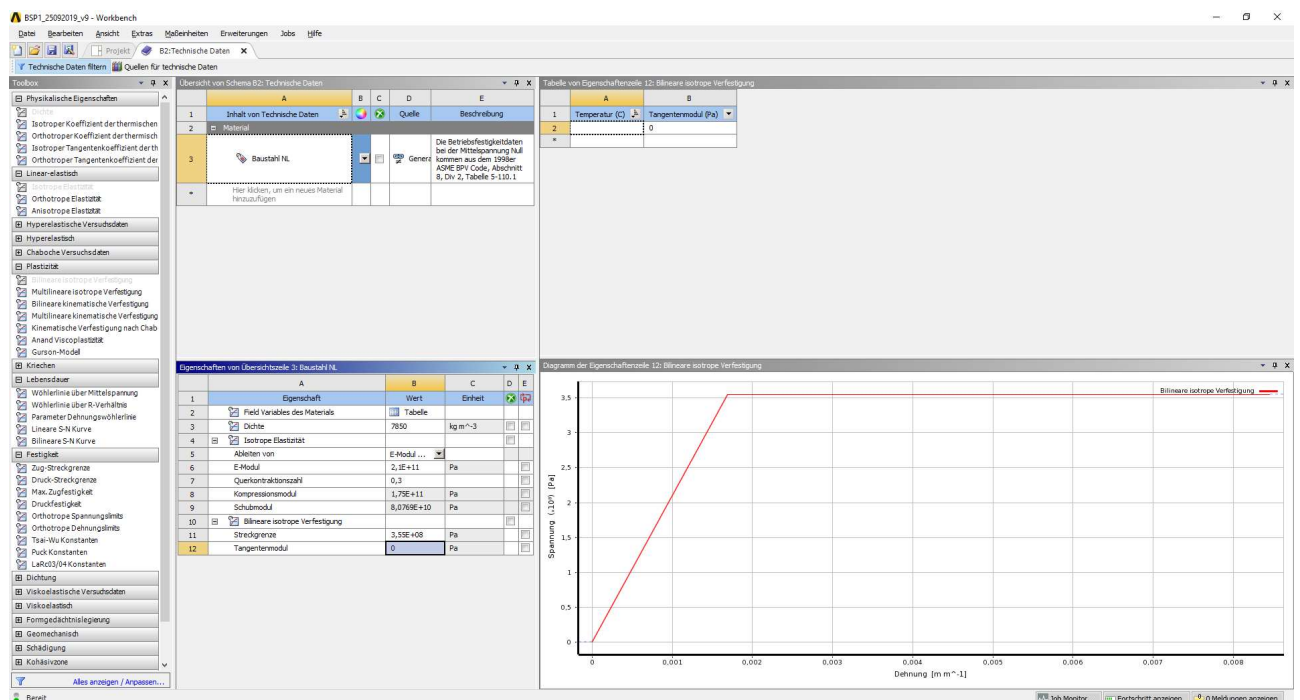 BSP1_25092019_v9 - Workbench
Datei Bearbeiten Ansicht Extras Maßeinheiten Erweiterungen Jobs Hilfe
Projekt B2:Technische Daten
Technische Daten filtern Quellen für technische Daten
Toolbox
Physikalische Eigenschaften
Dichte
Isotroper Koeffizient der thermischen
Orthotroper Koeffizient der thermisch
Isotroper Tangentenkoeffizient der th
Orthotroper Tangentenkoeffizient der
Linear-elastisch
Isotrope Elastizität
Orthotrope Elastizität
Anisotrope Elastizität
Hyperelastische Versuchsdaten
Hyperelastisch
Chaboche Versuchsdaten
Plastizität
Bilineare isotrope Verfestigung
Multilineare isotrope Verfestigung
Bilineare kinematische Verfestigung
Multilineare kinematische Verfestigung
Kinematische Verfestigung nach Chab
Anand Viscoplastizität
Gurson-Model
Kriechen
Lebensdauer
Wöhlerlinie über Mittelspannung
Wöhlerlinie über R-Verhältnis
Parameter Dehnungswöhlerlinie
Lineare S-N Kurve
Bilineare S-N Kurve
Festigkeit
Zug-Streckgrenze
Druck-Streckgrenze
Max. Zugfestigkeit
Druckfestigkeit
Orthotrope Spannungslimits
Orthotrope Dehnungslimits
Tsai-Wu Konstanten
Puck Konstanten
LaRc03/04 Konstanten
Dichtung
Viskoelastische Versuchsdaten
Viskoelastisch
Formgedächtnislegierung
Geomechanisch
Schädigung
Kohäsivzone
Alles anzeigen / Anpassen...
Übersicht von Schema B2: Technische Daten
A B C D E
1 Inhalt von Technische Daten Quelle Beschreibung
2 Material
3 Baustahl NL Genera
Die Betriebsfestigkeitdaten
bei der Mittelspannung Null
kommen aus dem 1998er
ASME BPV Code, Abschnitt
8, Div 2, Tabelle 5-110.1
* Hier klicken, um ein neues Material
hinzuzufügen
Tabelle von Eigenschaftenzeile 12: Bilineare isotrope Verfestigung
A B
1 Temperatur (C) Tangentenmodul (Pa)
2 0
*
Eigenschaften von Übersichtszeile 3: Baustahl NL
A B C D E
1 Eigenschaft Wert Einheit
2 Field Variables des Materials Tabelle
3 Dichte 7850 kg m^-3
4 Isotrope Elastizität
5 Ableiten von E-Modul ...
6 E-Modul 2,1E+11 Pa
7 Querkontraktionszahl 0,3
8 Kompressionsmodul 1,75E+11 Pa
9 Schubmodul 8,0769E+10 Pa
10 Bilineare isotrope Verfestigung
11 Streckgrenze 3,55E+08 Pa
12 Tangentenmodul 0 Pa
Diagramm der Eigenschaftenzeile 12: Bilineare isotrope Verfestigung
Bilineare isotrope Verfestigung
3,5
3
2,5
2
1,5
1
0,5
0
Spannung (.10⁸) [Pa]
0 0,001 0,002 0,003 0,004 0,005 0,006 0,007 0,008
Dehnung [m m^-1]
Bereit
Job Monitor Fortschritt anzeigen 0 Meldungen anzeigen